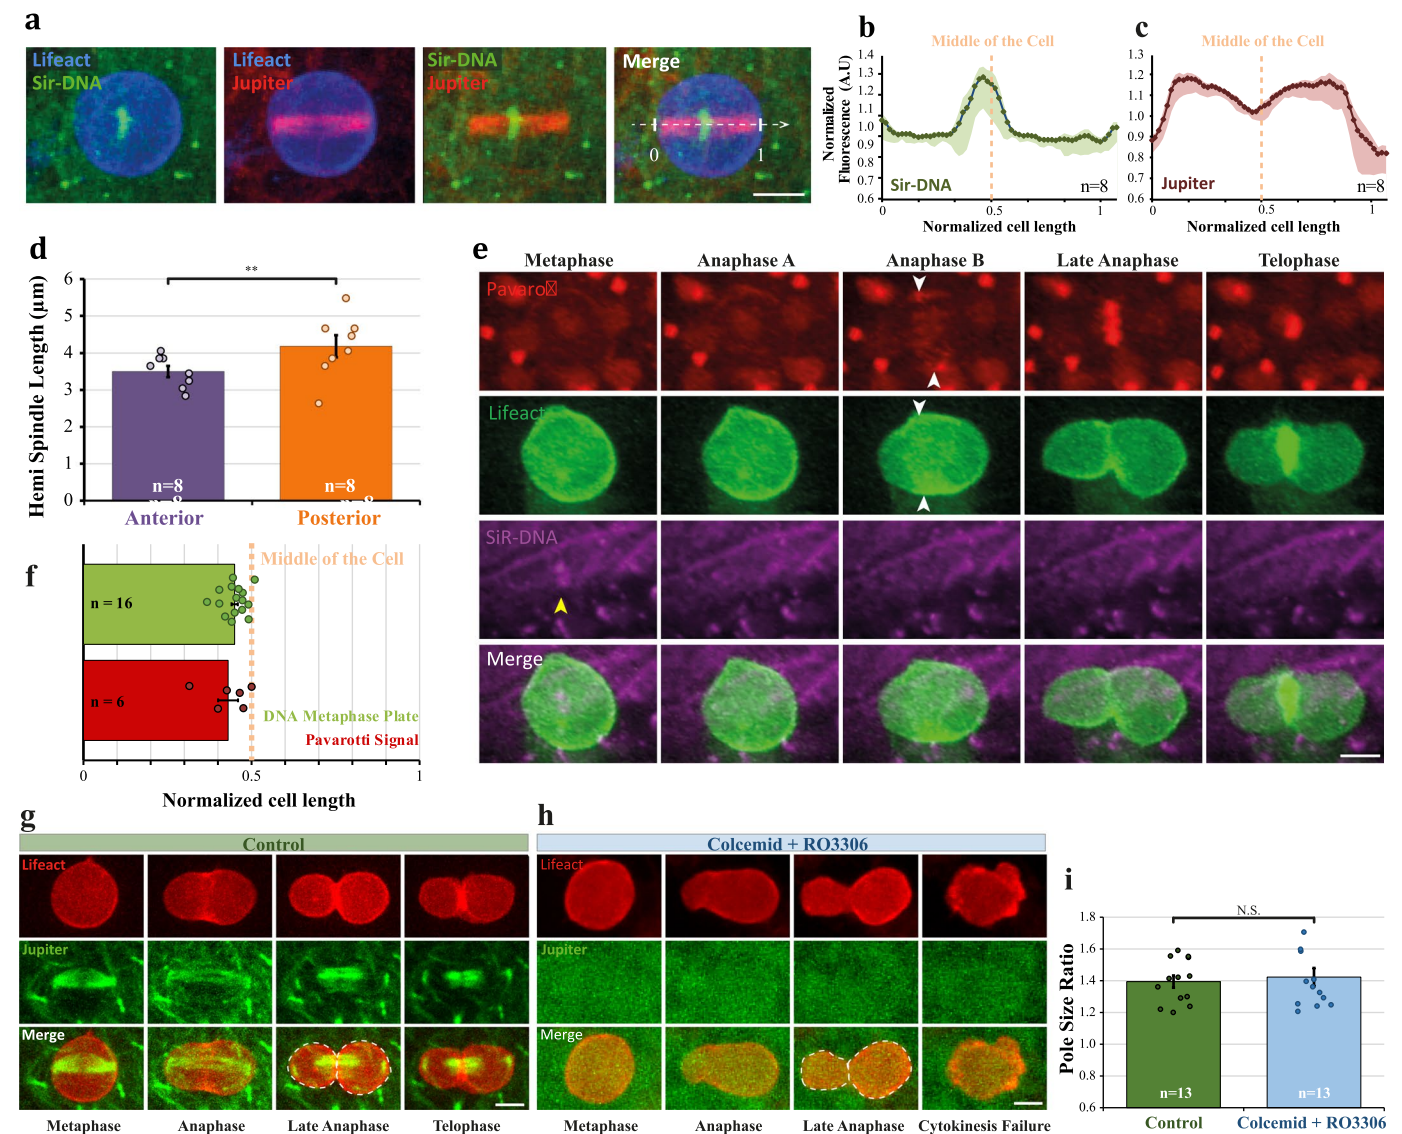 a
Lifeact
Sir-DNA
Lifeact
Jupiter
Sir-DNA
Jupiter
Merge
0
1
b
Middle of the Cell
Normalized
Fluorescence (A.U)
1.4
1.3
1.2
1.1
1.0
0.9
0.8
0.7
0.6
Sir-DNA
n=8
0
0.5
1
Normalized cell length
c
Middle of the Cell
1.3
1.2
1.1
1.0
0.9
0.8
0.7
0.6
Jupiter
n=8
0
0.5
1
Normalized cell length
d
Hemi Spindle Length (μm)
6
5
4
3
2
1
0
**
n=8
n=8
n=8
n=8
Anterior
Posterior
e
Metaphase
Anaphase A
Anaphase B
Late Anaphase
Telophase
Pavaro
Lifeact
SiR-DNA
Merge
f
Middle of the Cell
n = 16
n = 6
DNA Metaphase Plate
Pavarotti Signal
0
0.5
1
Normalized cell length
g
Control
Lifeact
Jupiter
Merge
Metaphase
Anaphase
Late Anaphase
Telophase
h
Colcemid + RO3306
Lifeact
Jupiter
Merge
Metaphase
Anaphase
Late Anaphase
Cytokinesis Failure
i
Pole Size Ratio
1.8
1.6
1.4
1.2
1.0
0.8
0.6
N.S.
n=13
n=13
Control
Colcemid + RO3306